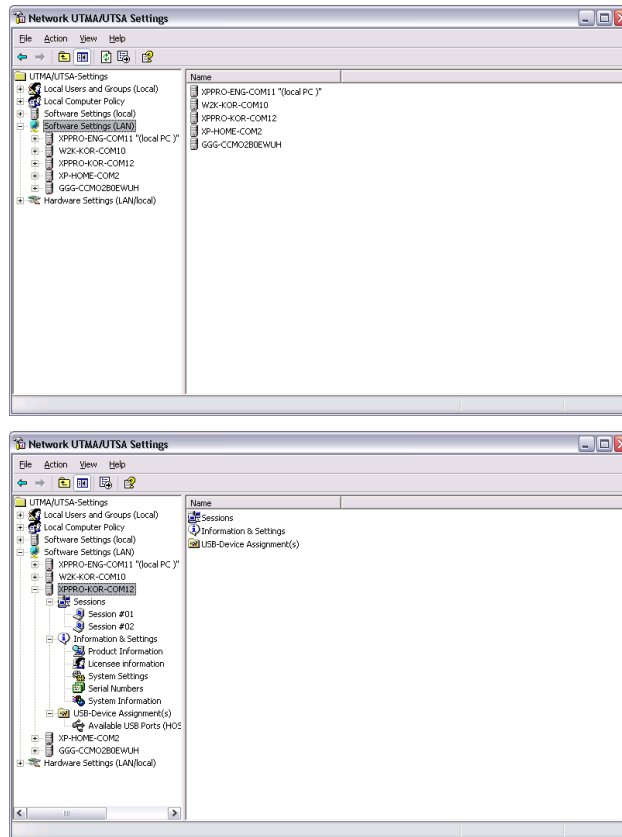 Network UTMA/UTSA Settings
File Action View Help
UTMA/UTSA-Settings
Local Users and Groups (Local)
Local Computer Policy
Software Settings (local)
Software Settings (LAN)
XPPRO-ENG-COM11 "(local PC )"
W2K-KOR-COM10
XPPRO-KOR-COM12
XP-HOME-COM2
GGG-CCMO2B0EWUH
Hardware Settings (LAN/local)
Name
XPPRO-ENG-COM11 "(local PC )"
W2K-KOR-COM10
XPPRO-KOR-COM12
XP-HOME-COM2
GGG-CCMO2B0EWUH
Network UTMA/UTSA Settings
File Action View Help
UTMA/UTSA-Settings
Local Users and Groups (Local)
Local Computer Policy
Software Settings (local)
Software Settings (LAN)
XPPRO-ENG-COM11 "(local PC )"
W2K-KOR-COM10
XPPRO-KOR-COM12
Sessions
Session #01
Session #02
Information & Settings
Product Information
Licensee information
System Settings
Serial Numbers
System Information
USB-Device Assignment(s)
Available USB Ports (HOS
XP-HOME-COM2
GGG-CCMO2B0EWUH
Hardware Settings (LAN/local)
Name
Sessions
Information & Settings
USB-Device Assignment(s)